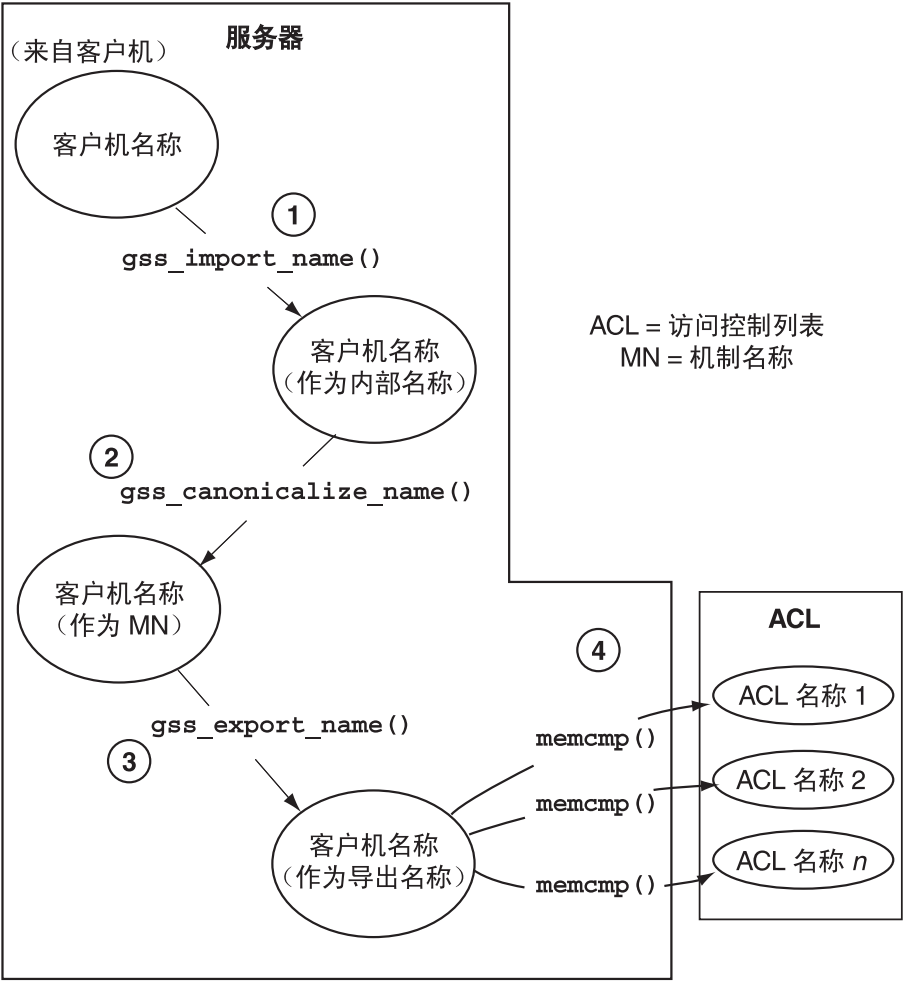 服务器
（来自客户机）
客户机名称
1
gss_import_name()
客户机名称
（作为内部名称）
ACL = 访问控制列表
MN = 机制名称
2
gss_canonicalize_name()
客户机名称
（作为 MN）
gss_export_name()
3
客户机名称
（作为导出名称）
4
memcmp()
memcmp()
memcmp()
ACL
ACL 名称 1
ACL 名称 2
ACL 名称 n